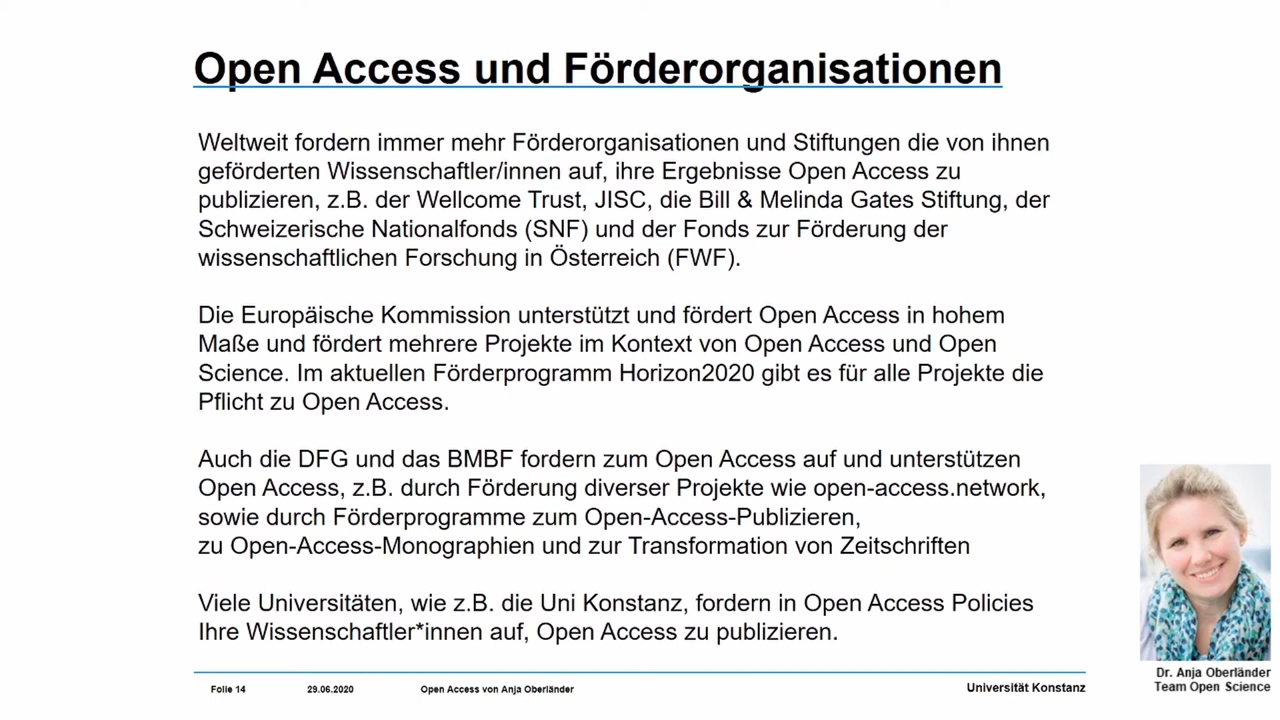 Open Access und Förderorganisationen
Weltweit fordern immer mehr Förderorganisationen und Stiftungen die von ihnen
geförderten Wissenschaftler/innen auf, ihre Ergebnisse Open Access zu
publizieren, z.B. der Wellcome Trust, JISC, die Bill & Melinda Gates Stiftung, der
Schweizerische Nationalfonds (SNF) und der Fonds zur Förderung der
wissenschaftlichen Forschung in Österreich (FWF).
Die Europäische Kommission unterstützt und fördert Open Access in hohem
Maße und fördert mehrere Projekte im Kontext von Open Access und Open
Science. Im aktuellen Förderprogramm Horizon2020 gibt es für alle Projekte die
Pflicht zu Open Access.
Auch die DFG und das BMBF fordern zum Open Access auf und unterstützen
Open Access, z.B. durch Förderung diverser Projekte wie open-access.network,
sowie durch Förderprogramme zum Open-Access-Publizieren,
zu Open-Access-Monographien und zur Transformation von Zeitschriften
Viele Universitäten, wie z.B. die Uni Konstanz, fordern in Open Access Policies
Ihre Wissenschaftler*innen auf, Open Access zu publizieren.
Dr. Anja Oberländer
Team Open Science
Folie 14 29.06.2020 Open Access von Anja Oberländer Universität Konstanz